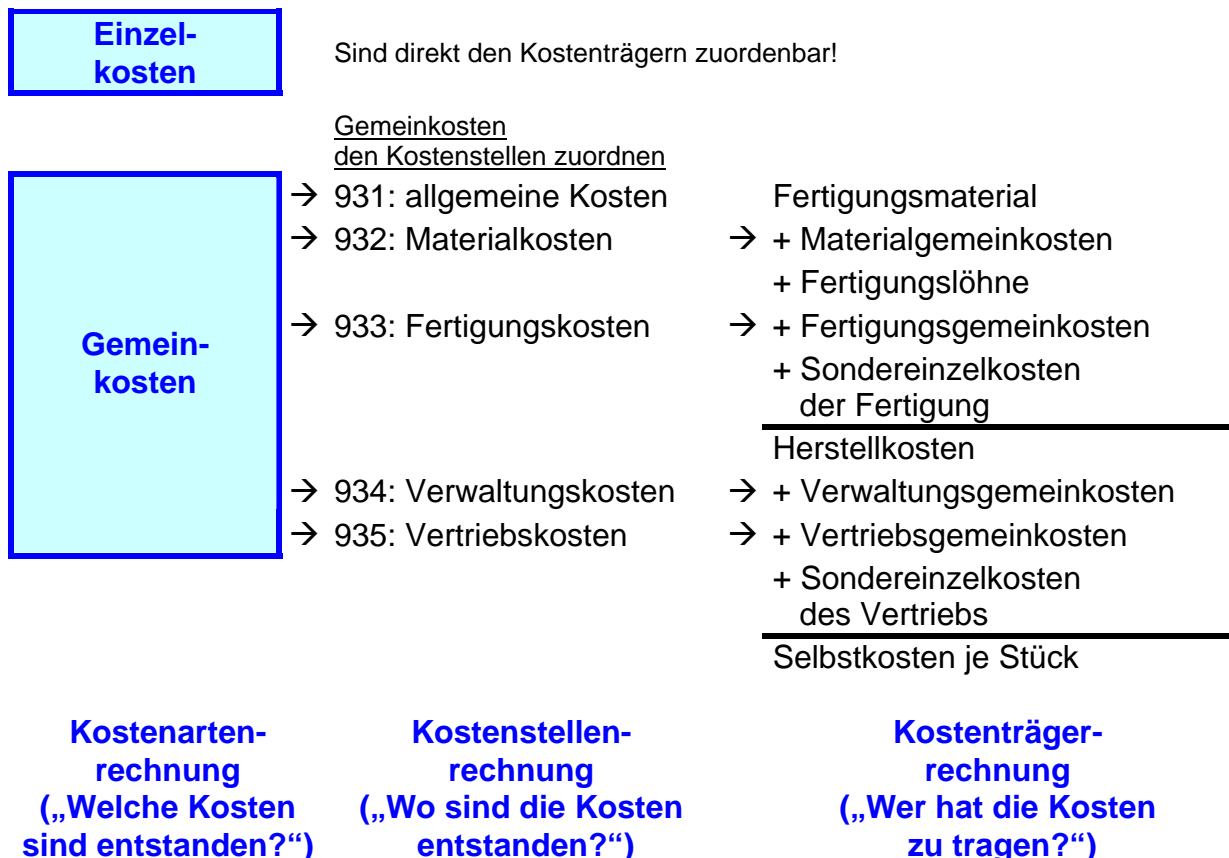 Einzel-
kosten
Sind direkt den Kostenträgern zuordenbar!
Gemeinkosten
den Kostenstellen zuordnen
Gemein-
kosten
→ 931: allgemeine Kosten
→ 932: Materialkosten
→ 933: Fertigungskosten
→ 934: Verwaltungskosten
→ 935: Vertriebskosten
Fertigungsmaterial
→ + Materialgemeinkosten
+ Fertigungslöhne
→ + Fertigungsgemeinkosten
+ Sondereinzelkosten
der Fertigung
Herstellkosten
→ + Verwaltungsgemeinkosten
→ + Vertriebsgemeinkosten
+ Sondereinzelkosten
des Vertriebs
Selbstkosten je Stück
Kostenarten-
rechnung
(„Welche Kosten
sind entstanden?“)
Kostenstellen-
rechnung
(„Wo sind die Kosten
entstanden?“)
Kostenträger-
rechnung
(„Wer hat die Kosten
zu tragen?“)